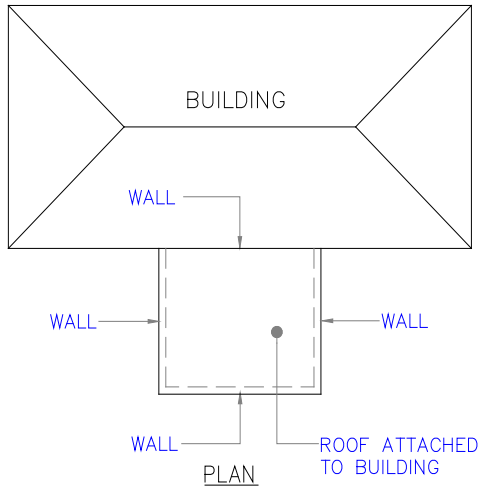 BUILDING
WALL
WALL
WALL
WALL
ROOF ATTACHED
TO BUILDING
PLAN